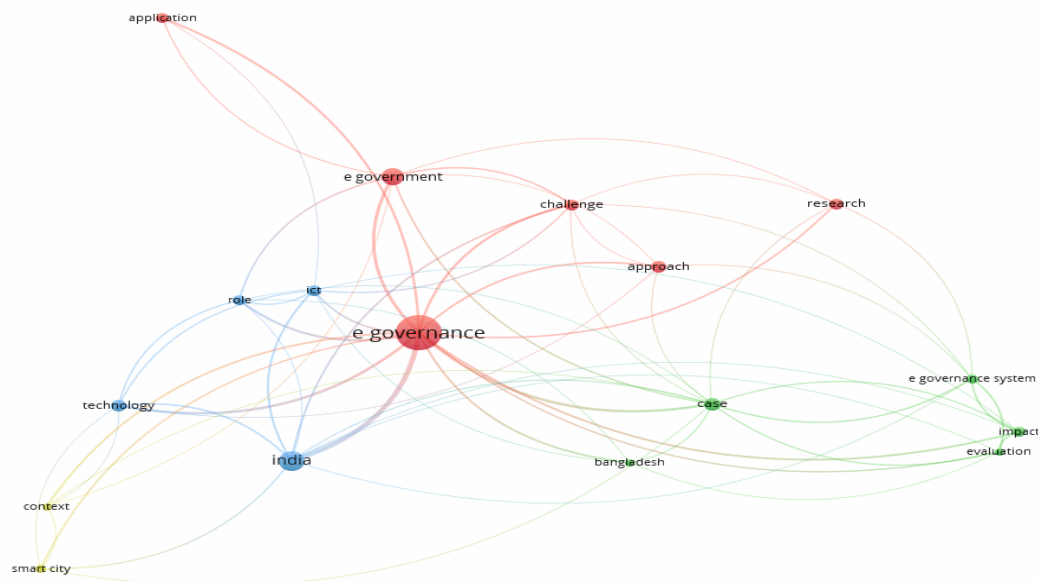 application
e government
challenge
research
approach
ict
role
e governance
e governance system
case
technology
impact
evaluation
india
bangladesh
context
smart city